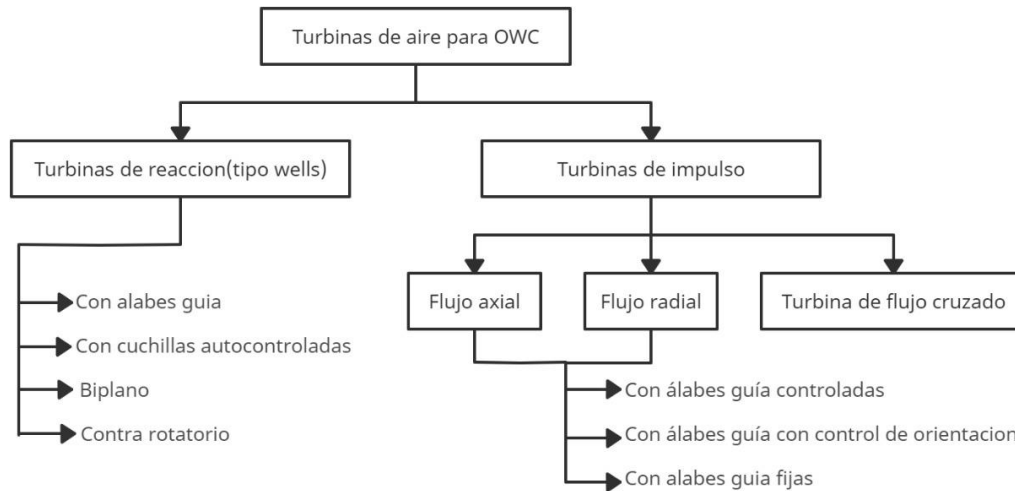 Turbinas de aire para OWC
Turbinas de reaccion(tipo wells)
Turbinas de impulso
Flujo axial
Flujo radial
Turbina de flujo cruzado
Con alabes guia
Con cuchillas autocontroladas
Biplano
Contra rotatorio
Con álabes guía controladas
Con álabes guía con control de orientacion
Con alabes guia fijas